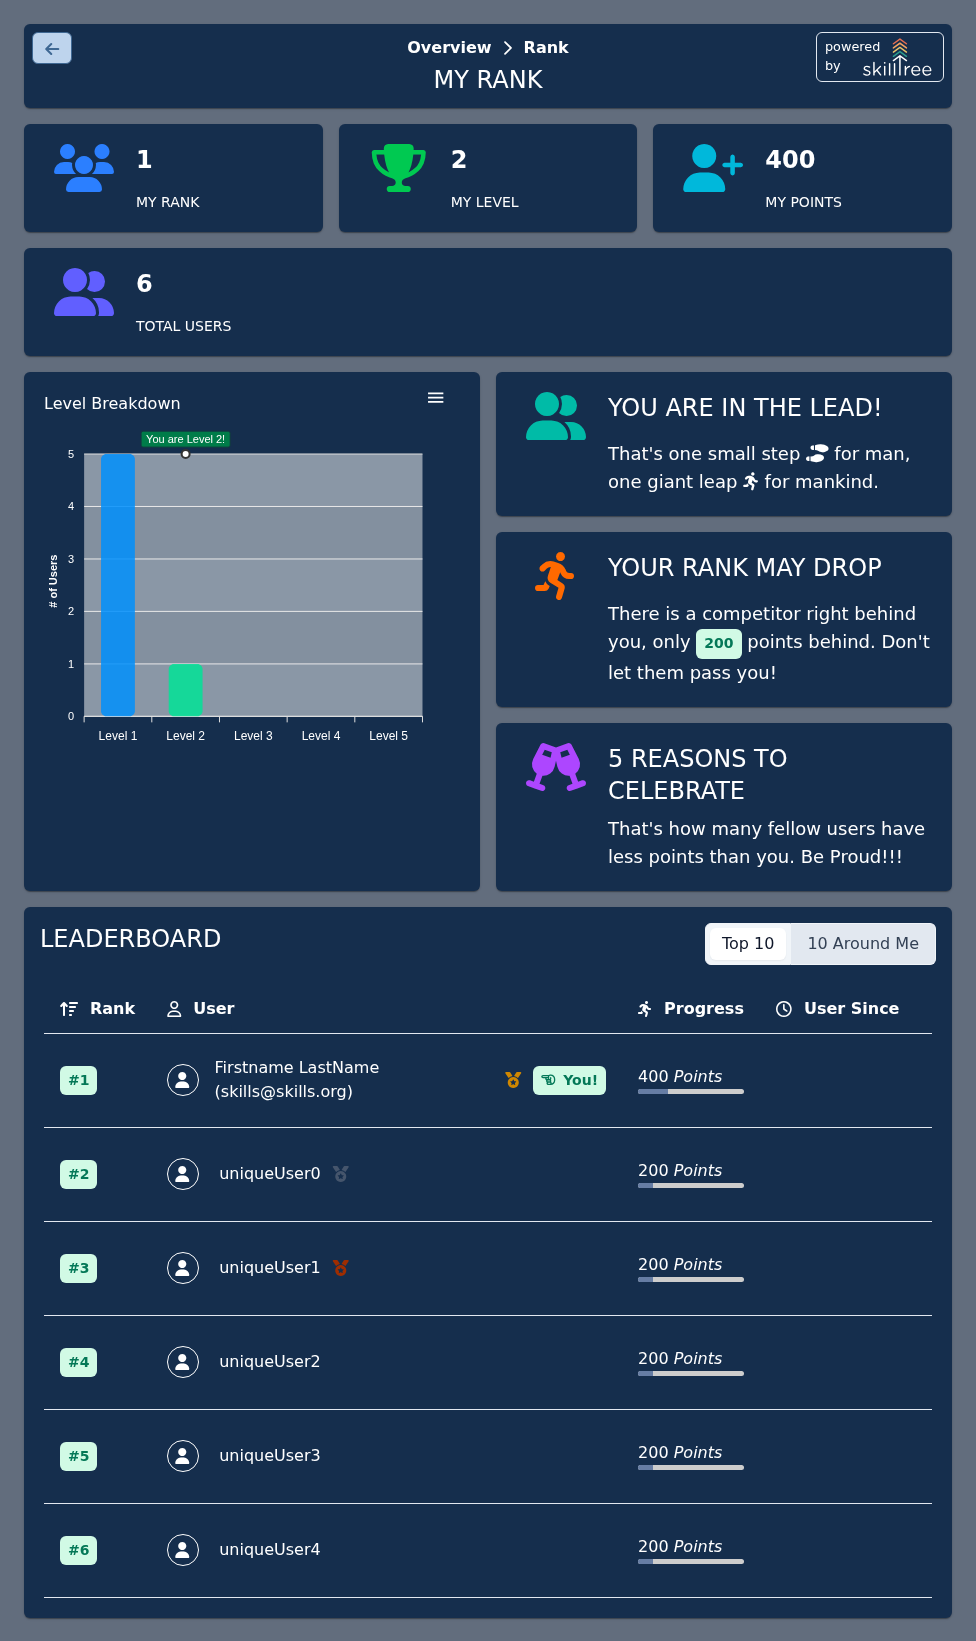 Overview > Rank
MY RANK
powered
by
skilltree
1
MY RANK
2
MY LEVEL
400
MY POINTS
6
TOTAL USERS
Level Breakdown
You are Level 2!
5
4
3
2
1
0
# of Users
Level 1 Level 2 Level 3 Level 4 Level 5
YOU ARE IN THE LEAD!
That's one small step for man,
one giant leap for mankind.
YOUR RANK MAY DROP
There is a competitor right behind
you, only 200 points behind. Don't
let them pass you!
5 REASONS TO
CELEBRATE
That's how many fellow users have
less points than you. Be Proud!!!
LEADERBOARD
Top 10 10 Around Me
Rank User Progress User Since
#1 Firstname LastName
(skills@skills.org) You! 400 Points
#2 uniqueUser0 200 Points
#3 uniqueUser1 200 Points
#4 uniqueUser2 200 Points
#5 uniqueUser3 200 Points
#6 uniqueUser4 200 Points